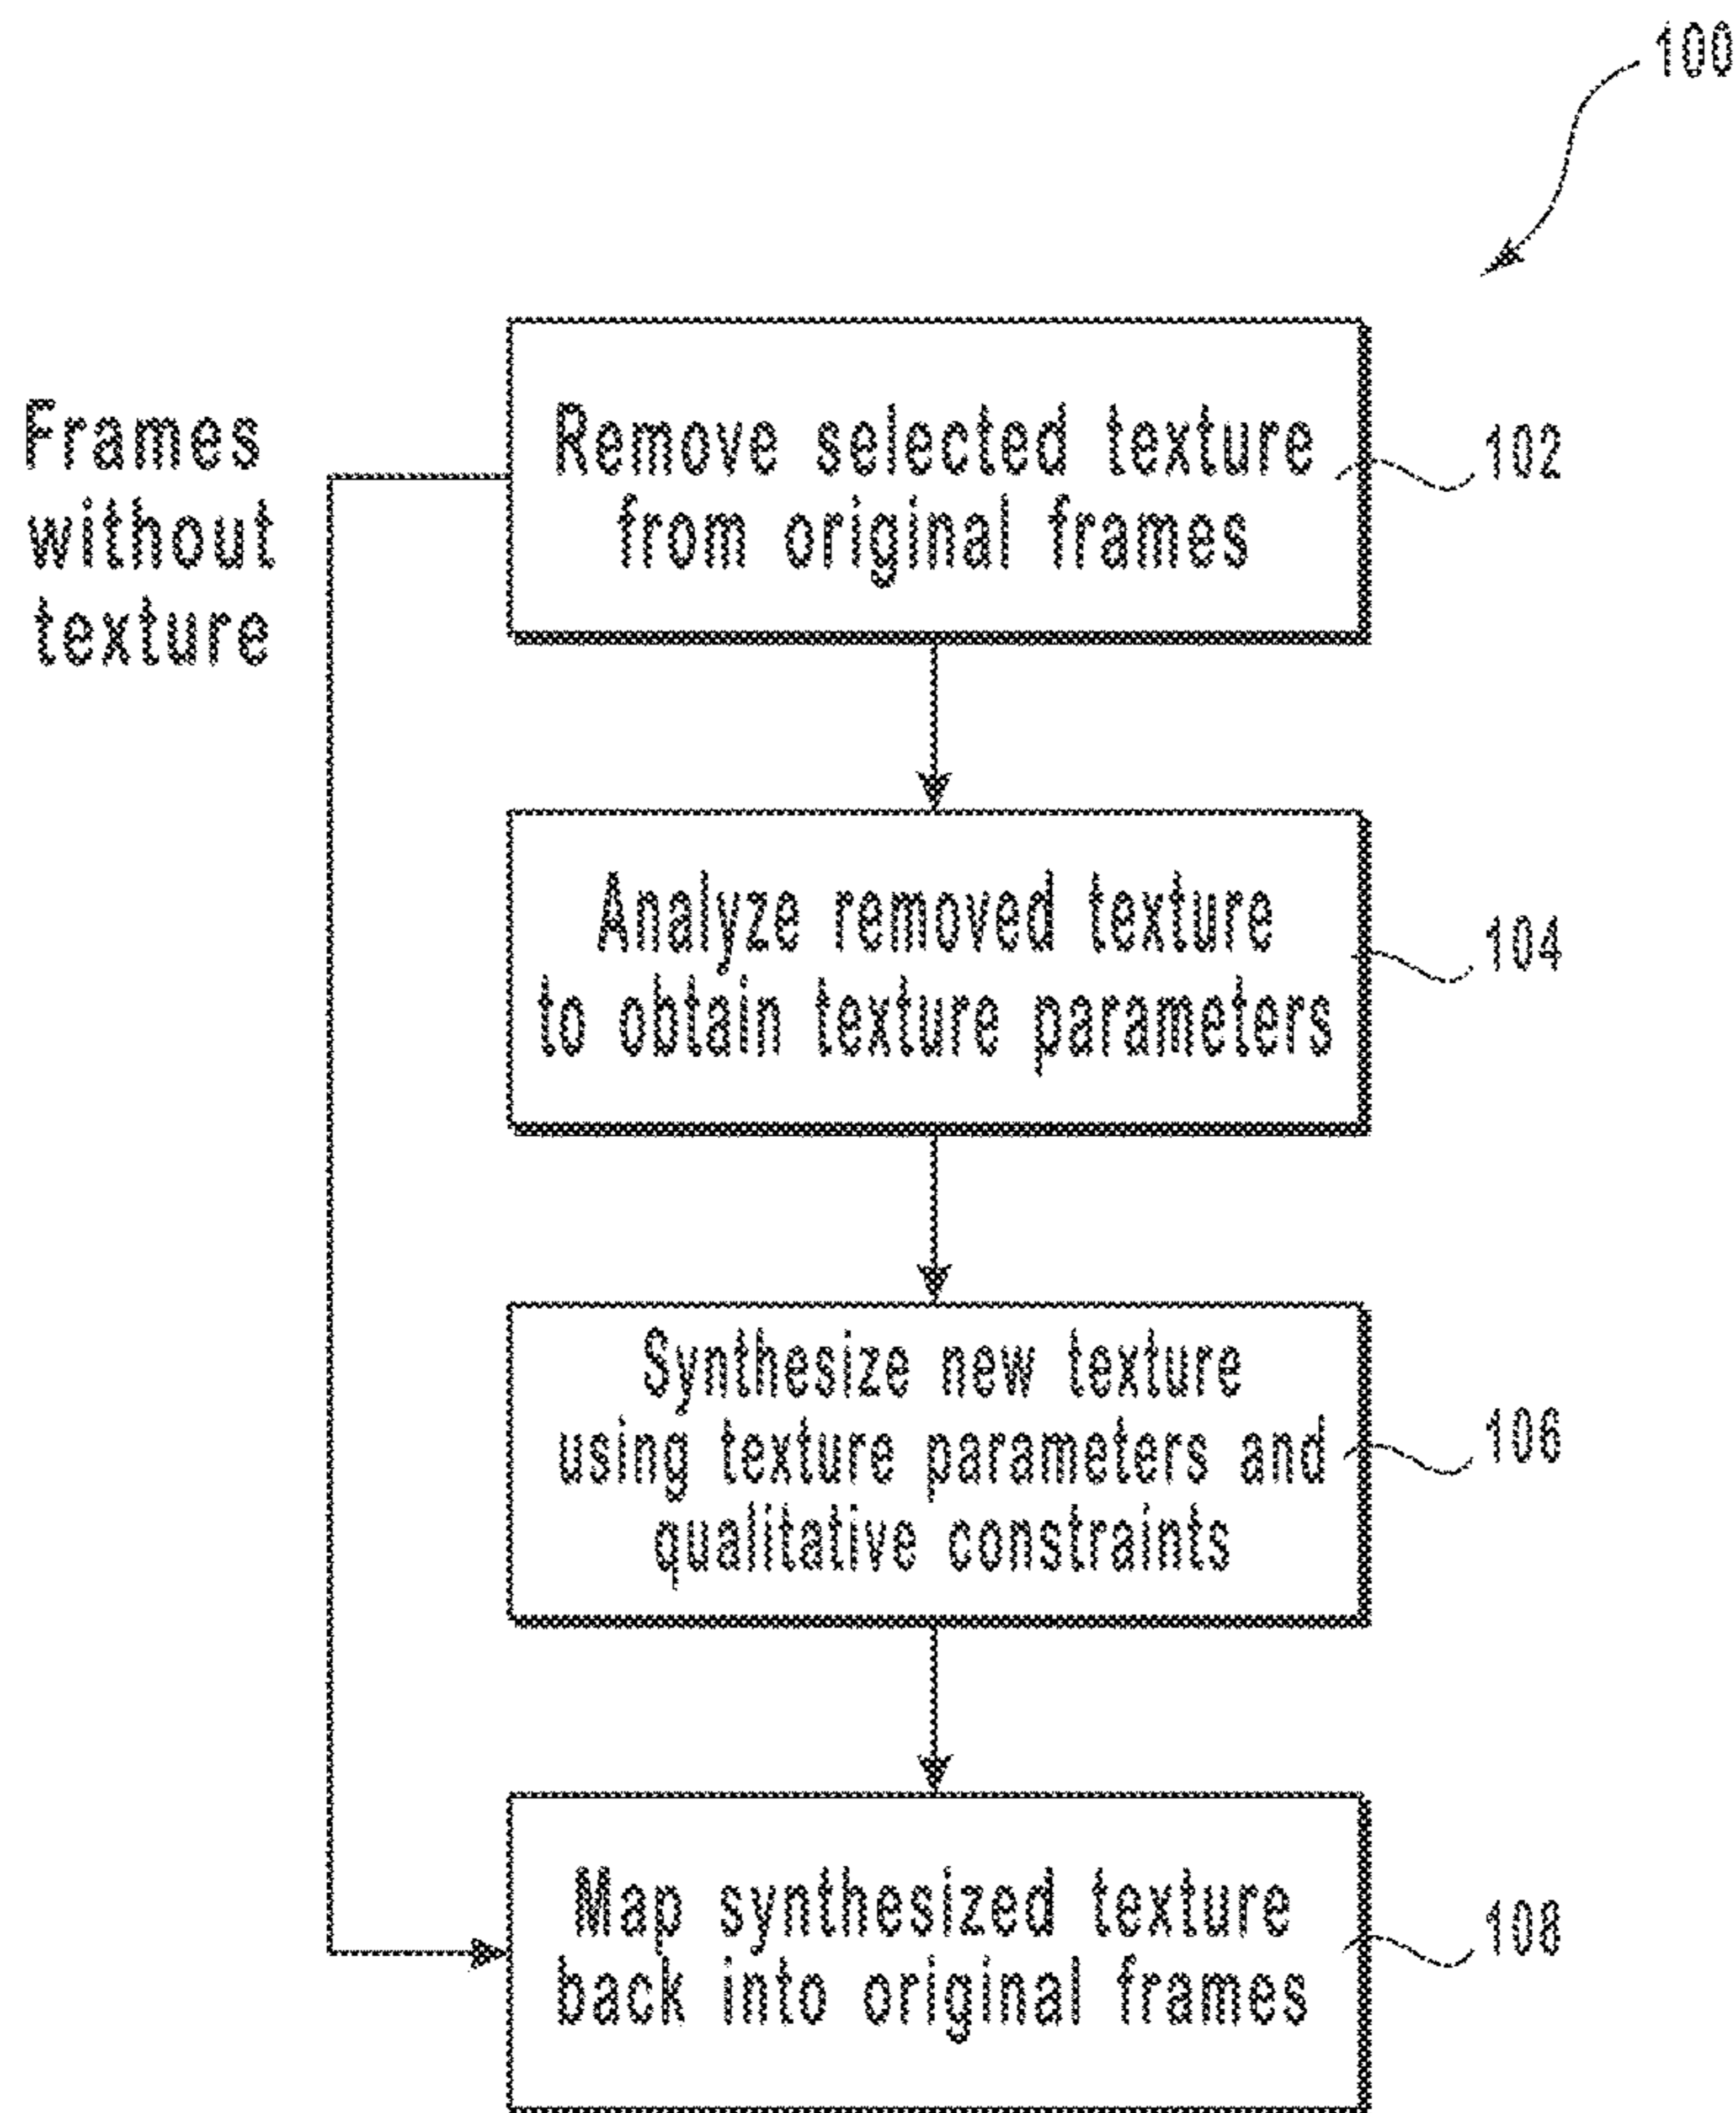 100
Frames
without
texture
Remove selected texture
from original frames
102
Analyze removed texture
to obtain texture parameters
104
Synthesize new texture
using texture parameters and
qualitative constraints
106
Map synthesized texture
back into original frames
108